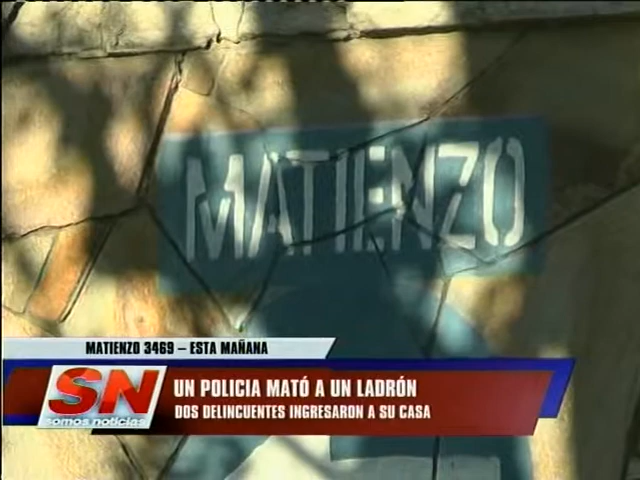 MATIENZO
MATIENZO 3469 – ESTA MAÑANA
SN
somos noticias
UN POLICIA MATÓ A UN LADRÓN
DOS DELINCUENTES INGRESARON A SU CASA